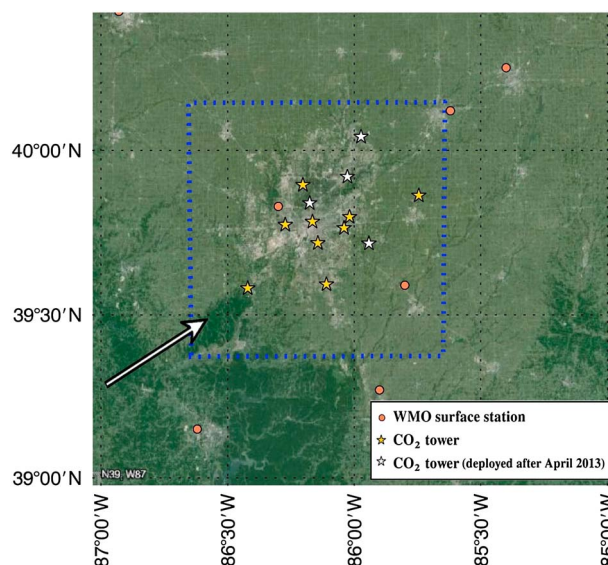 40°00′N
39°30′N
39°00′N
N39, W87
WMO surface station
CO₂ tower
CO₂ tower (deployed after April 2013)
87°00′W
86°30′W
86°00′W
85°30′W
85°00′W